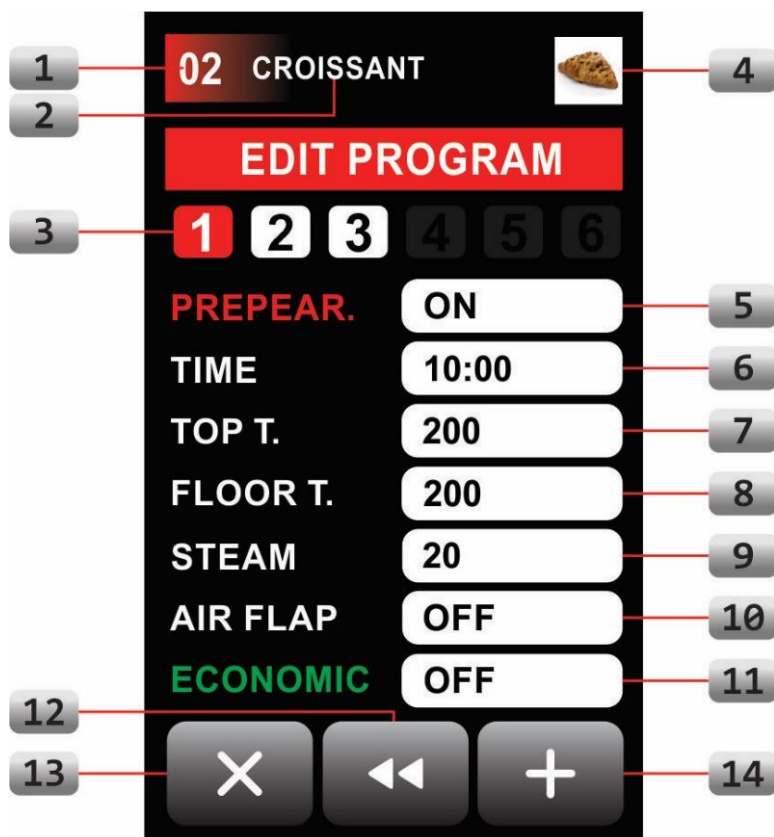 1 02 CROISSANT 4
2
EDIT PROGRAM
3 1 2 3 4 5 6
PREPEAR. ON 5
TIME 10:00 6
TOP T. 200 7
FLOOR T. 200 8
STEAM 20 9
AIR FLAP OFF 10
ECONOMIC OFF 11
12
13 14